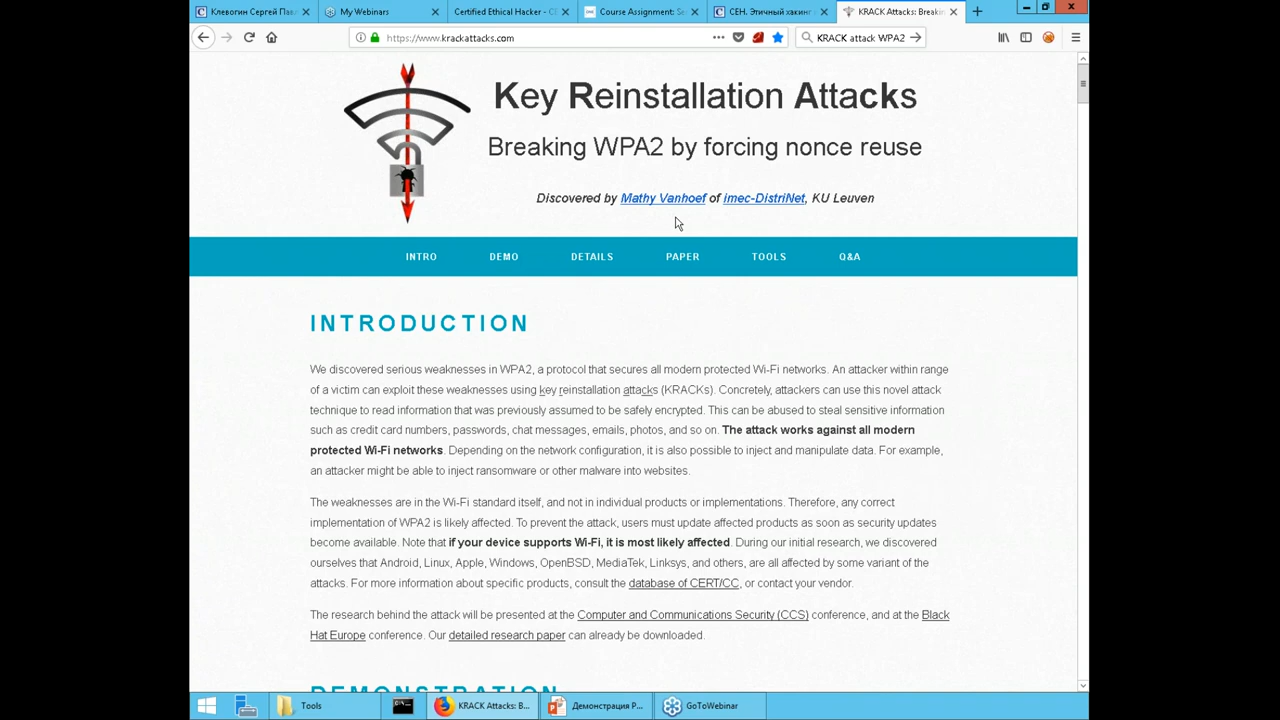 Клевогин Сергей Пав
My Webinars
Certified Ethical Hacker - C
Course Assignment: Se
CEH. Этичный хакинг
KRACK Attacks: Breakin
https://www.krackattacks.com
KRACK attack WPA2
Key Reinstallation Attacks
Breaking WPA2 by forcing nonce reuse
Discovered by Mathy Vanhoef of imec-DistriNet, KU Leuven
INTRO DEMO DETAILS PAPER TOOLS Q&A
INTRODUCTION
We discovered serious weaknesses in WPA2, a protocol that secures all modern protected Wi-Fi networks. An attacker within range
of a victim can exploit these weaknesses using key reinstallation attacks (KRACKs). Concretely, attackers can use this novel attack
technique to read information that was previously assumed to be safely encrypted. This can be abused to steal sensitive information
such as credit card numbers, passwords, chat messages, emails, photos, and so on. The attack works against all modern
protected Wi-Fi networks. Depending on the network configuration, it is also possible to inject and manipulate data. For example,
an attacker might be able to inject ransomware or other malware into websites.
The weaknesses are in the Wi-Fi standard itself, and not in individual products or implementations. Therefore, any correct
implementation of WPA2 is likely affected. To prevent the attack, users must update affected products as soon as security updates
become available. Note that if your device supports Wi-Fi, it is most likely affected. During our initial research, we discovered
ourselves that Android, Linux, Apple, Windows, OpenBSD, MediaTek, Linksys, and others, are all affected by some variant of the
attacks. For more information about specific products, consult the database of CERT/CC, or contact your vendor.
The research behind the attack will be presented at the Computer and Communications Security (CCS) conference, and at the Black
Hat Europe conference. Our detailed research paper can already be downloaded.
DEMONSTRATION
Tools
KRACK Attacks: B...
Демонстрация P...
GoToWebinar